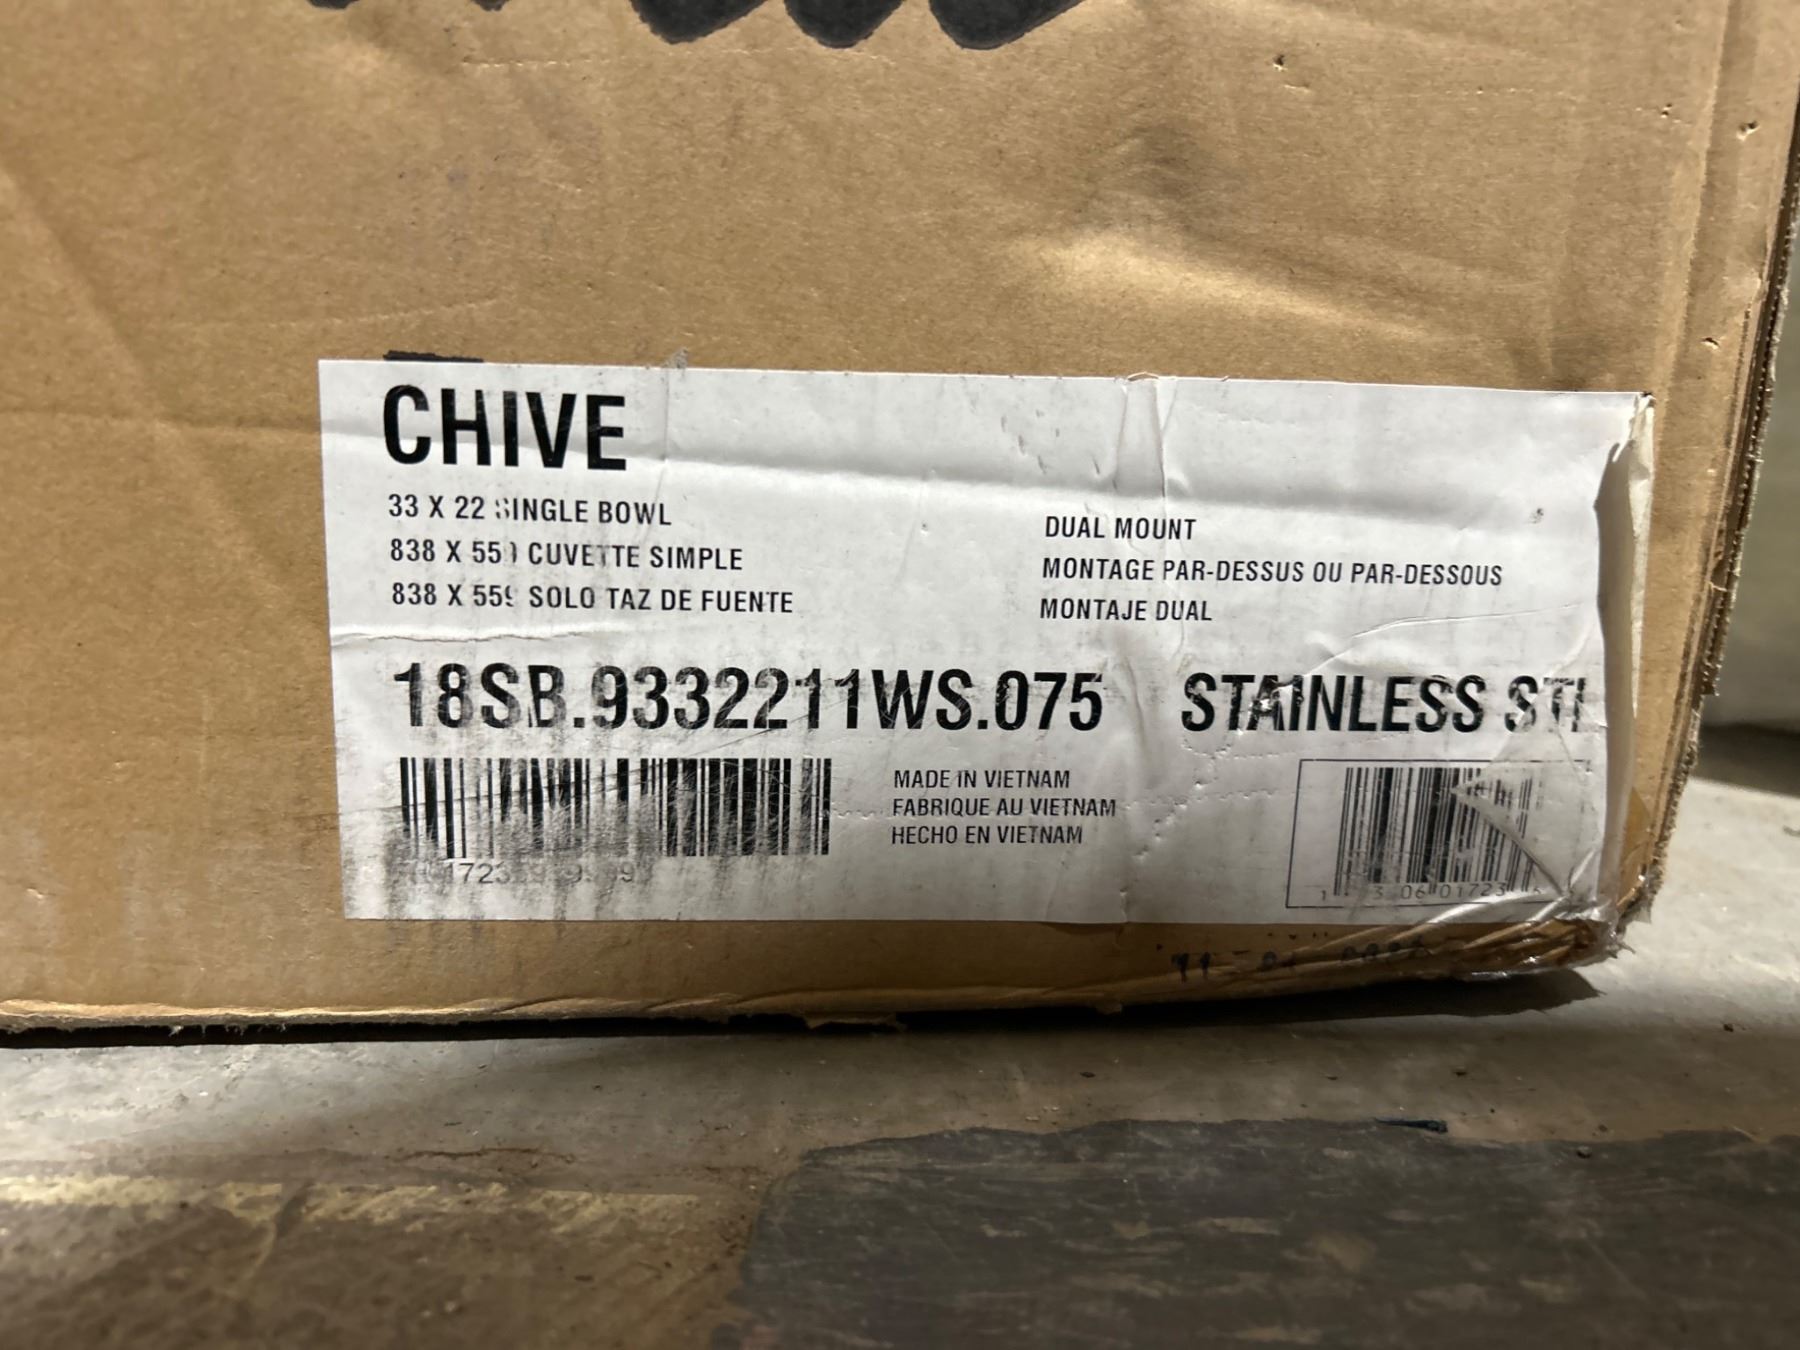 CHIVE
33 X 22 SINGLE BOWL
838 X 559 CUVETTE SIMPLE
838 X 559 SOLO TAZ DE FUENTE
DUAL MOUNT
MONTAGE PAR-DESSUS OU PAR-DESSOUS
MONTAJE DUAL
18SB.9332211WS.075 STAINLESS
MADE IN VIETNAM
FABRIQUE AU VIETNAM
HECHO EN VIETNAM